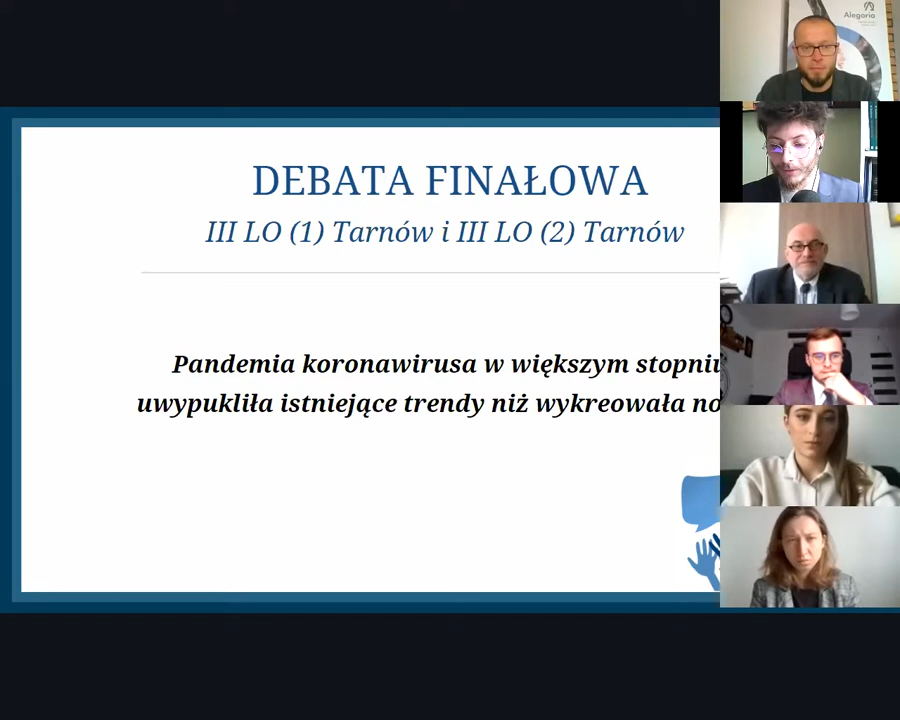 Alegoria
DEBATA FINAŁOWA
III LO (1) Tarnów i III LO (2) Tarnów
Pandemia koronawirusa w większym stopniu
uwypukliła istniejące trendy niż wykreowała no